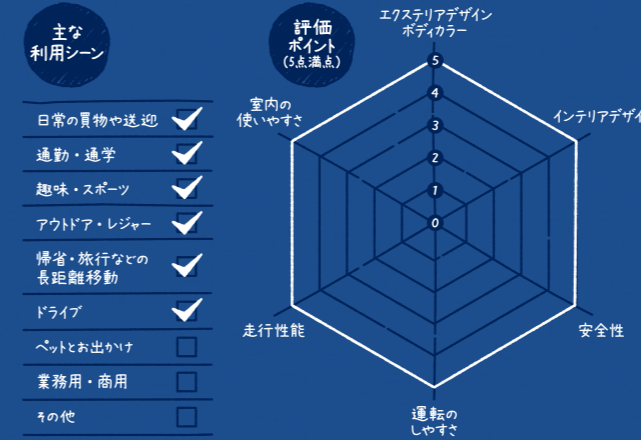 主な
利用シーン
日常の買物や送迎
通勤・通学
趣味・スポーツ
アウトドア・レジャー
帰省・旅行などの
長距離移動
ドライブ
ペットとお出かけ
業務用・商用
その他
評価
ポイント
(5点満点)
エクステリアデザイン
ボディカラー
インテリアデザイ
安全性
運転の
しやすさ
走行性能
室内の
使いやすさ
5
4
3
2
1
0